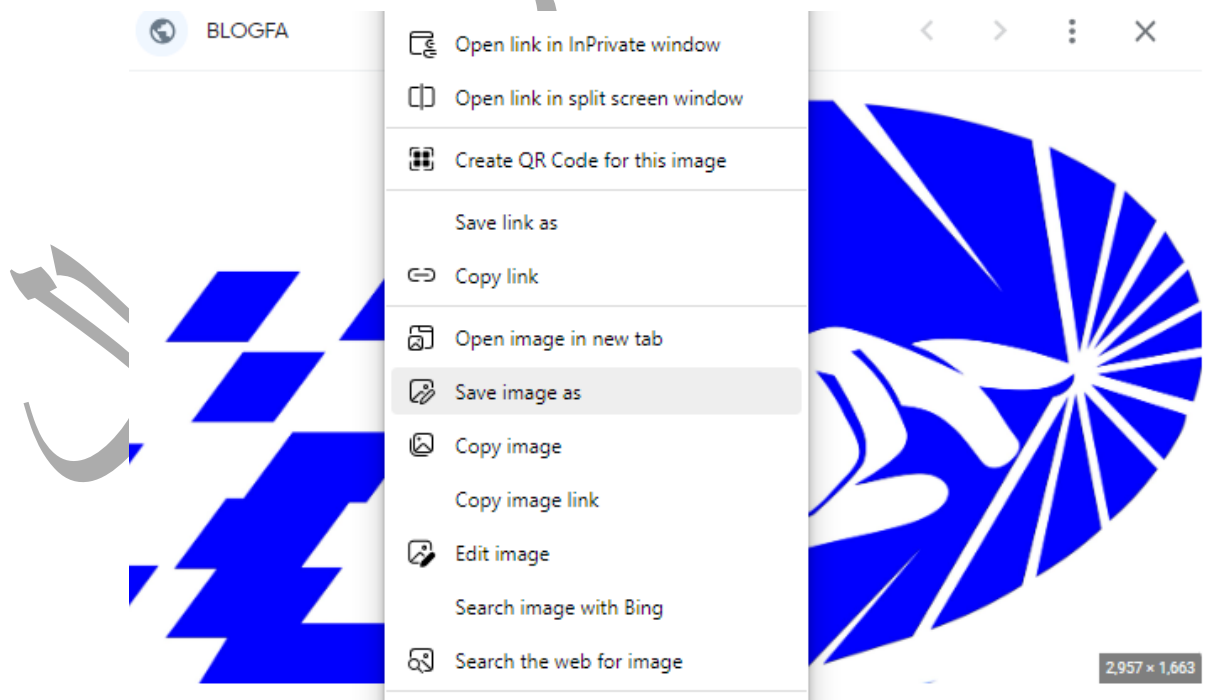 BLOGFA
Open link in InPrivate window
Open link in split screen window
Create QR Code for this image
Save link as
Copy link
Open image in new tab
Save image as
Copy image
Copy image link
Edit image
Search image with Bing
Search the web for image
2,957 × 1,663